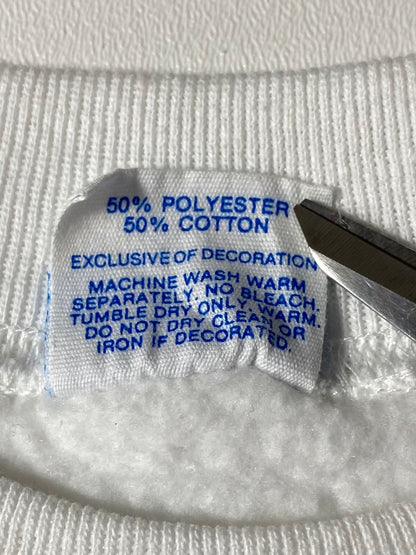 50% POLYESTER
50% COTTON
EXCLUSIVE OF DECORATION
MACHINE WASH WARM
SEPARATELY. NO BLEACH,
TUMBLE DRY ONLY WARM.
DO NOT DRY CLEAN OR
IRON IF DECORATED.